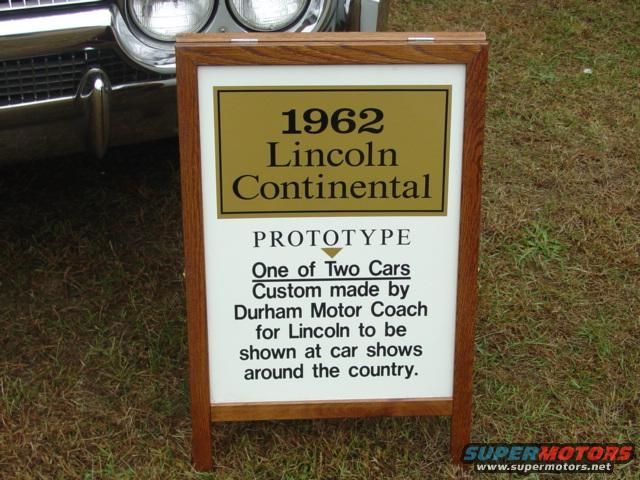 1962
Lincoln
Continental
PROTOTYPE
One of Two Cars
Custom made by
Durham Motor Coach
for Lincoln to be
shown at car shows
around the country.
SUPERMOTORS
www.supermotors.net